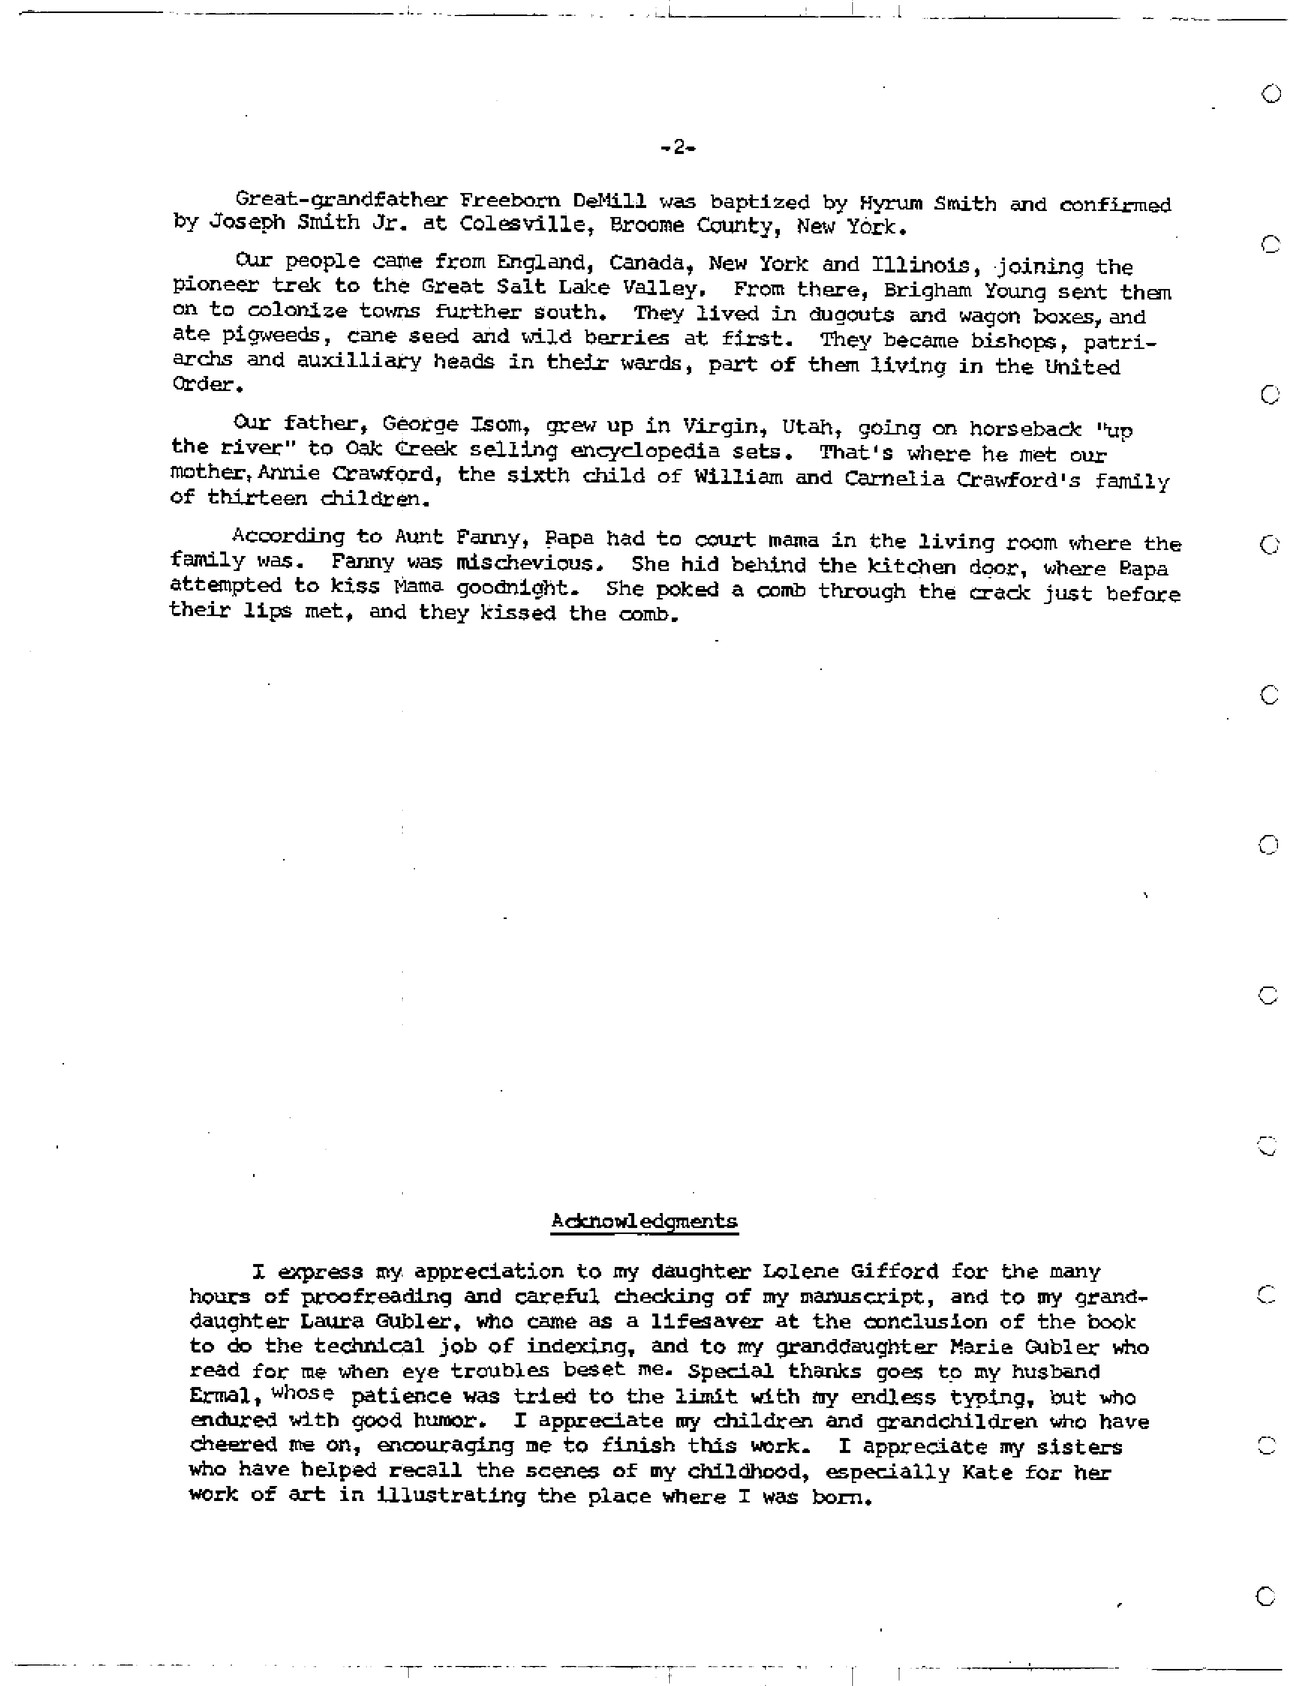 -2-
Great-grandfather Freeborn DeMill was baptized by Hyrum Smith and confirmed
by Joseph Smith Jr. at Colesville, Broome County, New York.
Our people came from England, Canada, New York and Illinois, joining the
pioneer trek to the Great Salt Lake Valley. From there, Brigham Young sent them
on to colonize towns further south. They lived in dugouts and wagon boxes, and
ate pigweeds, cane seed and wild berries at first. They became bishops, patri-
archs and auxilliary heads in their wards, part of them living in the United
Order.
Our father, George Isom, grew up in Virgin, Utah, going on horseback "up
the river" to Oak Creek selling encyclopedia sets. That's where he met our
mother, Annie Crawford, the sixth child of William and Carnelia Crawford's family
of thirteen children.
According to Aunt Fanny, Papa had to court mama in the living room where the
family was. Fanny was mischevious. She hid behind the kitchen door, where Papa
attempted to kiss Mama goodnight. She poked a comb through the crack just before
their lips met, and they kissed the comb.
Acknowledgments
I express my appreciation to my daughter Lolene Gifford for the many
hours of proofreading and careful checking of my manuscript, and to my grand-
daughter Laura Gubler, who came as a lifesaver at the conclusion of the book
to do the technical job of indexing, and to my granddaughter Marie Gubler who
read for me when eye troubles beset me. Special thanks goes to my husband
Ermal, whose patience was tried to the limit with my endless typing, but who
endured with good humor. I appreciate my children and grandchildren who have
cheered me on, encouraging me to finish this work. I appreciate my sisters
who have helped recall the scenes of my childhood, especially Kate for her
work of art in illustrating the place where I was born.